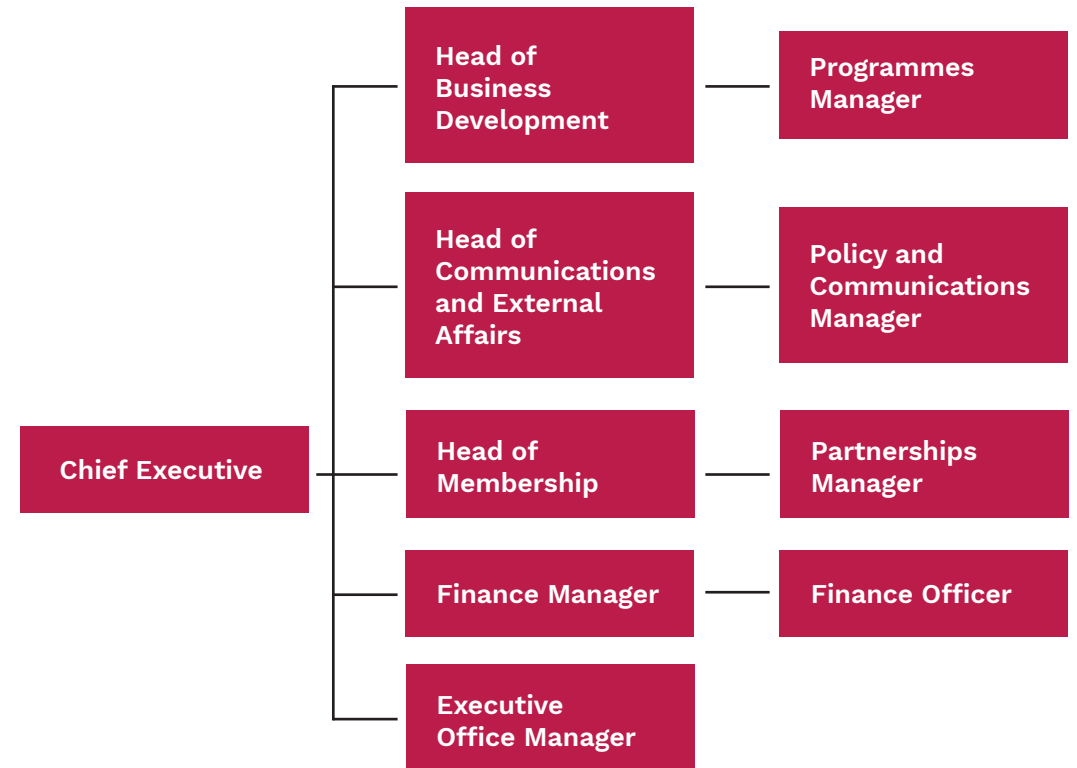 Head of
Business
Development
Programmes
Manager
Head of
Communications
and External
Affairs
Policy and
Communications
Manager
Chief Executive
Head of
Membership
Partnerships
Manager
Finance Manager
Finance Officer
Executive
Office Manager